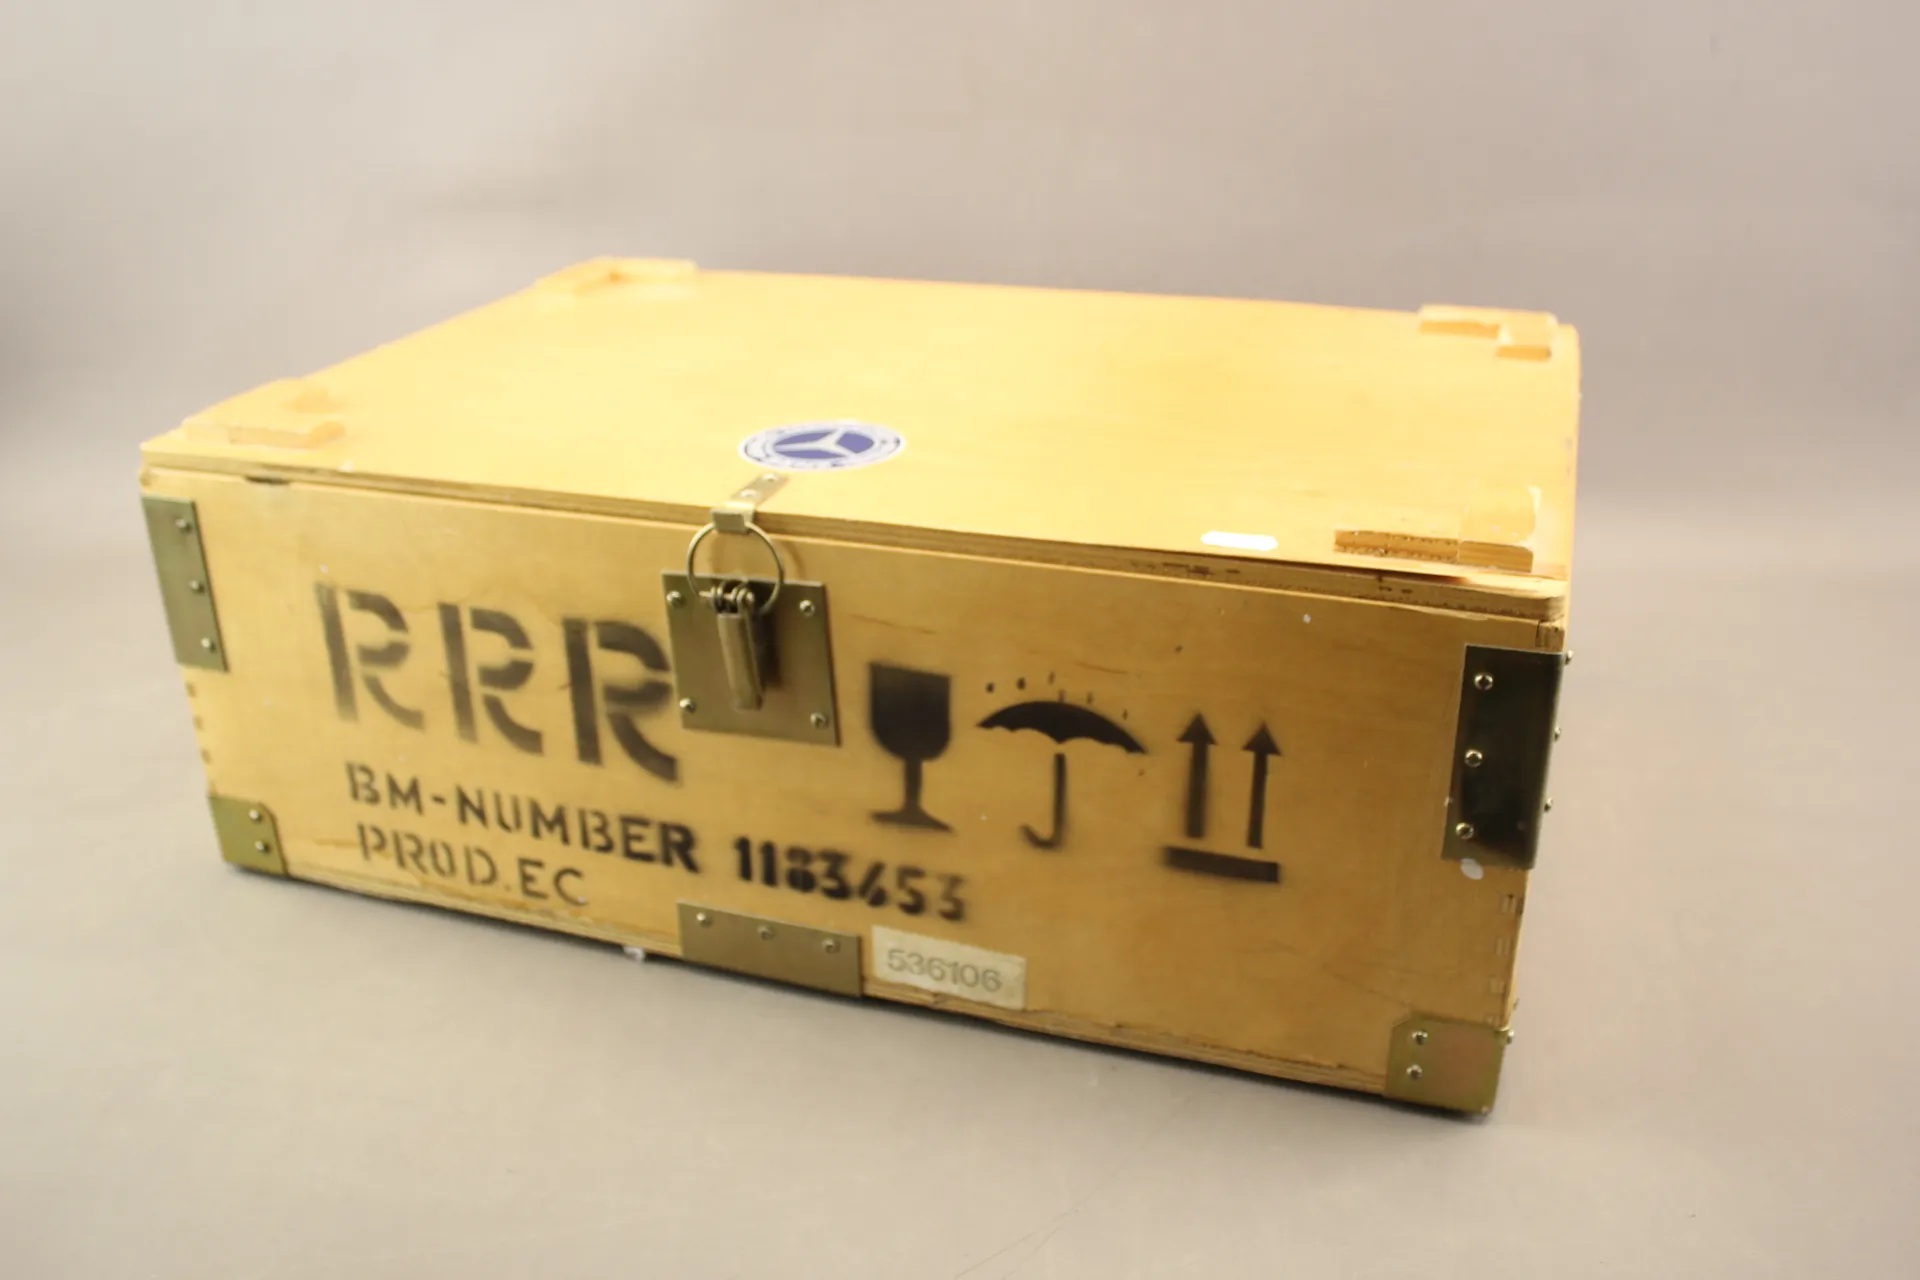 RRR
BM-NUMBER 1183453
PROD.EC
536106